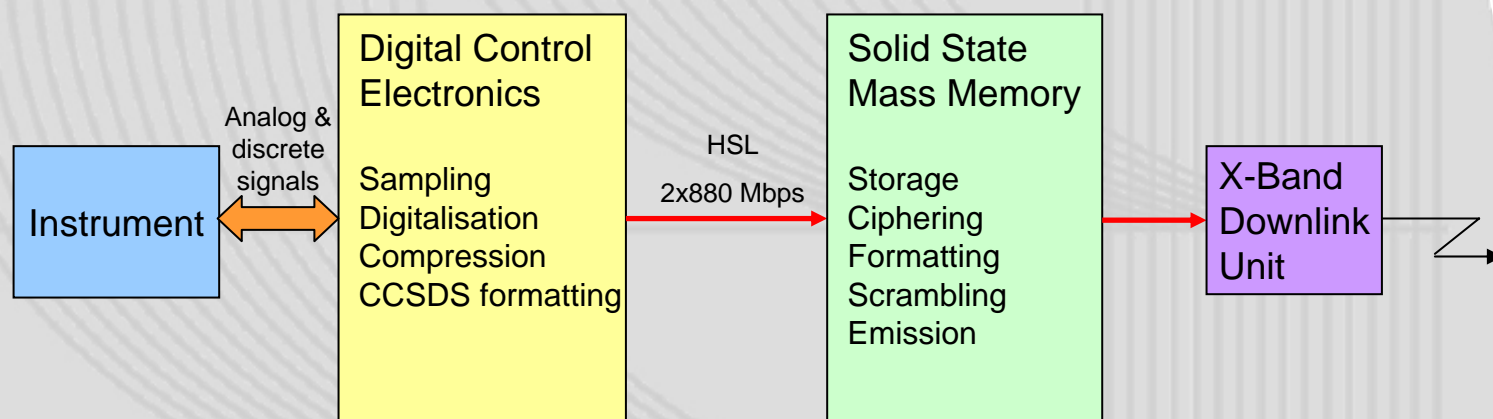 Instrument
Analog &
discrete
signals
Digital Control
Electronics
Sampling
Digitalisation
Compression
CCSDS formatting
HSL
2x880 Mbps
Solid State
Mass Memory
Storage
Ciphering
Formatting
Scrambling
Emission
X-Band
Downlink
Unit